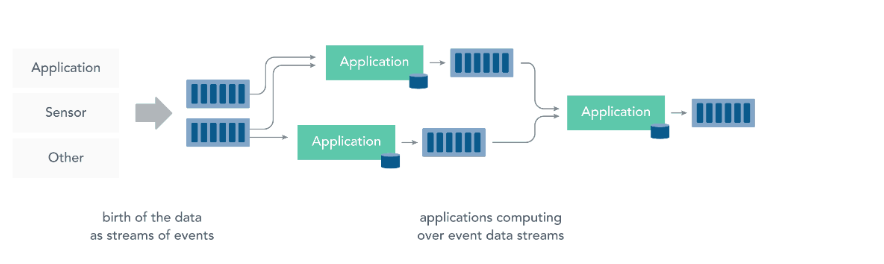 Application
Sensor
Other
Application
Application
Application
birth of the data
as streams of events
applications computing
over event data streams